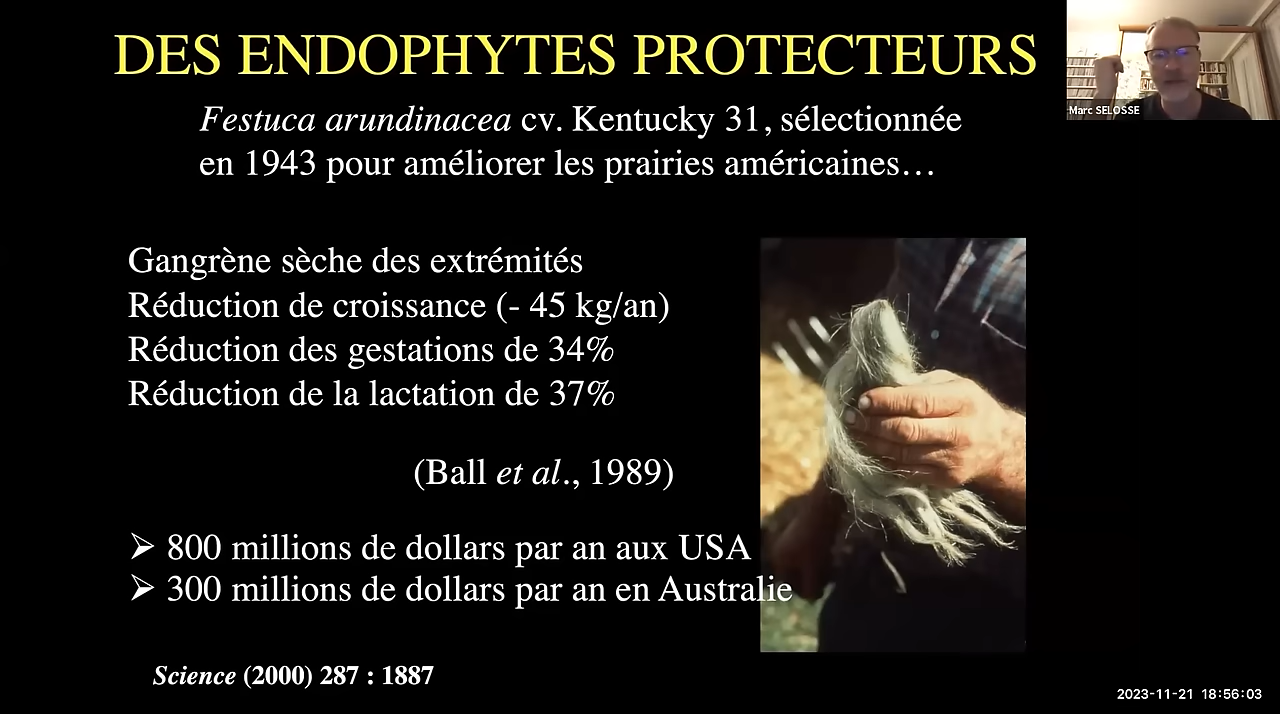 DES ENDOPHYTES PROTECTEURS
Marc SELOSSE
Festuca arundinacea cv. Kentucky 31, sélectionnée
en 1943 pour améliorer les prairies américaines…
Gangrène sèche des extrémités
Réduction de croissance (- 45 kg/an)
Réduction des gestations de 34%
Réduction de la lactation de 37%
(Ball et al., 1989)
➢ 800 millions de dollars par an aux USA
➢ 300 millions de dollars par an en Australie
Science (2000) 287 : 1887
2023-11-21 18:56:03